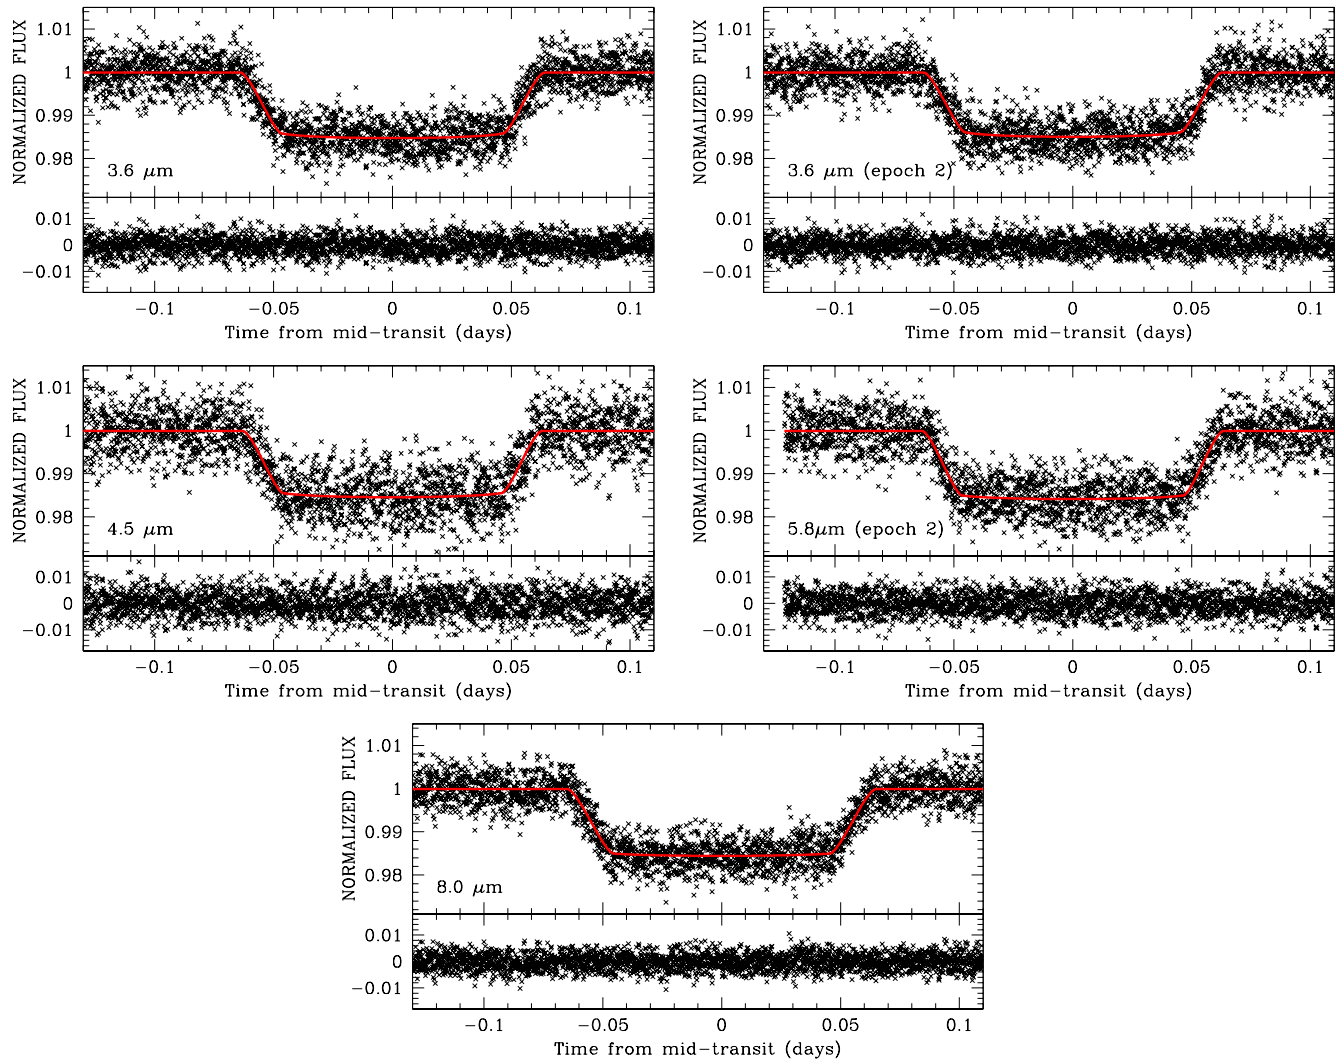 1.01
1
0.99
0.98
NORMALIZED FLUX
3.6 μm
0.01
0
−0.01
−0.1 −0.05 0 0.05 0.1
Time from mid−transit (days)
1.01
1
0.99
0.98
NORMALIZED FLUX
3.6 μm (epoch 2)
0.01
0
−0.01
−0.1 −0.05 0 0.05 0.1
Time from mid−transit (days)
1.01
1
0.99
0.98
NORMALIZED FLUX
4.5 μm
0.01
0
−0.01
−0.1 −0.05 0 0.05 0.1
Time from mid−transit (days)
1.01
1
0.99
0.98
NORMALIZED FLUX
5.8μm (epoch 2)
0.01
0
−0.01
−0.1 −0.05 0 0.05 0.1
Time from mid−transit (days)
1.01
1
0.99
0.98
NORMALIZED FLUX
8.0 μm
0.01
0
−0.01
−0.1 −0.05 0 0.05 0.1
Time from mid−transit (days)